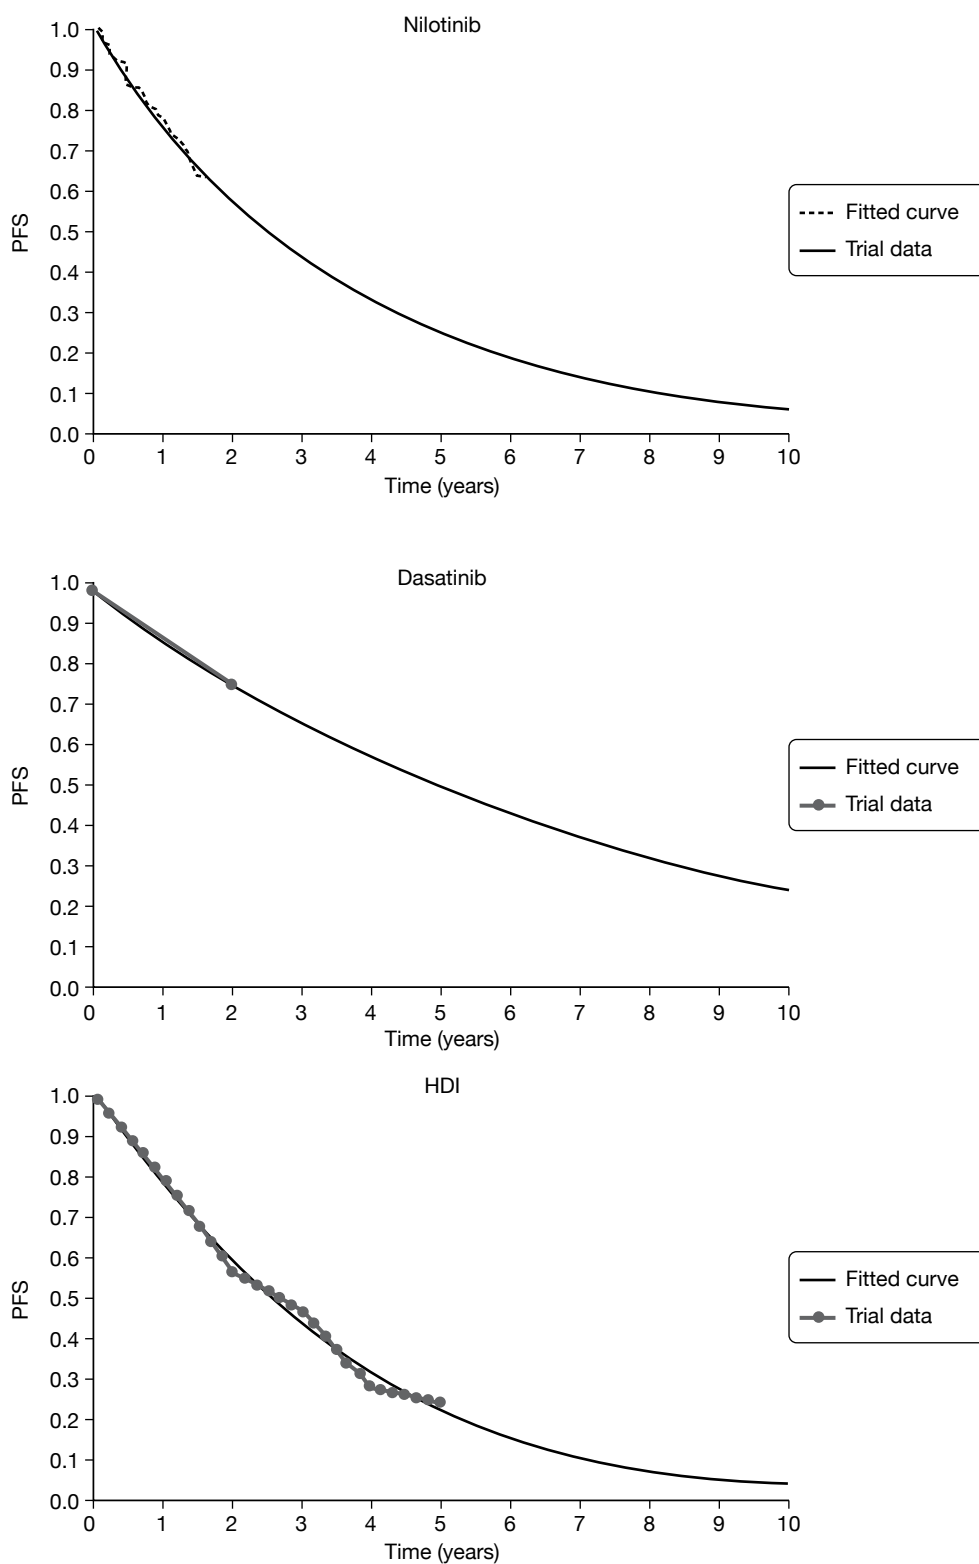 Nilotinib
PFS
1.0
0.9
0.8
0.7
0.6
0.5
0.4
0.3
0.2
0.1
0.0
0 1 2 3 4 5 6 7 8 9 10
Time (years)
Fitted curve
Trial data
Dasatinib
PFS
1.0
0.9
0.8
0.7
0.6
0.5
0.4
0.3
0.2
0.1
0.0
0 1 2 3 4 5 6 7 8 9 10
Time (years)
Fitted curve
Trial data
HDI
PFS
1.0
0.9
0.8
0.7
0.6
0.5
0.4
0.3
0.2
0.1
0.0
0 1 2 3 4 5 6 7 8 9 10
Time (years)
Fitted curve
Trial data